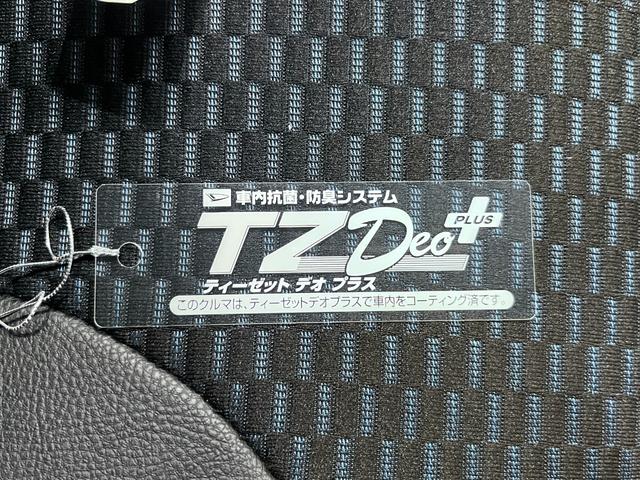 車内抗菌・防臭システム
TZ Deo PLUS
ティーゼット デオ プラス
このクルマは、ティーゼットデオプラスで車内をコーティング済です。